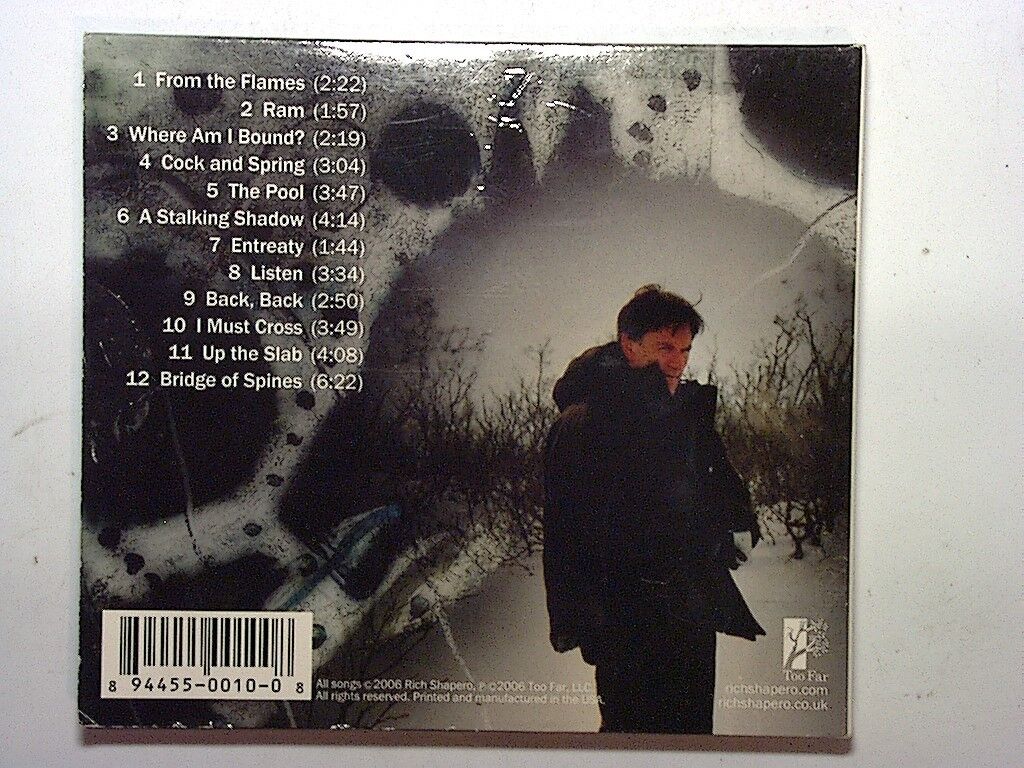 1 From the Flames (2:22)
2 Ram (1:57)
3 Where Am I Bound? (2:19)
4 Cock and Spring (3:04)
5 The Pool (3:47)
6 A Stalking Shadow (4:14)
7 Entreaty (1:44)
8 Listen (3:34)
9 Back, Back (2:50)
10 I Must Cross (3:49)
11 Up the Slab (4:08)
12 Bridge of Spines (6:22)
8 94455-0010-0 8
All songs ©2006 Rich Shapero, ℗ ©2006 Too Far, LLC.
All rights reserved. Printed and manufactured in the USA.
Too Far
richshapero.com
richshapero.co.uk